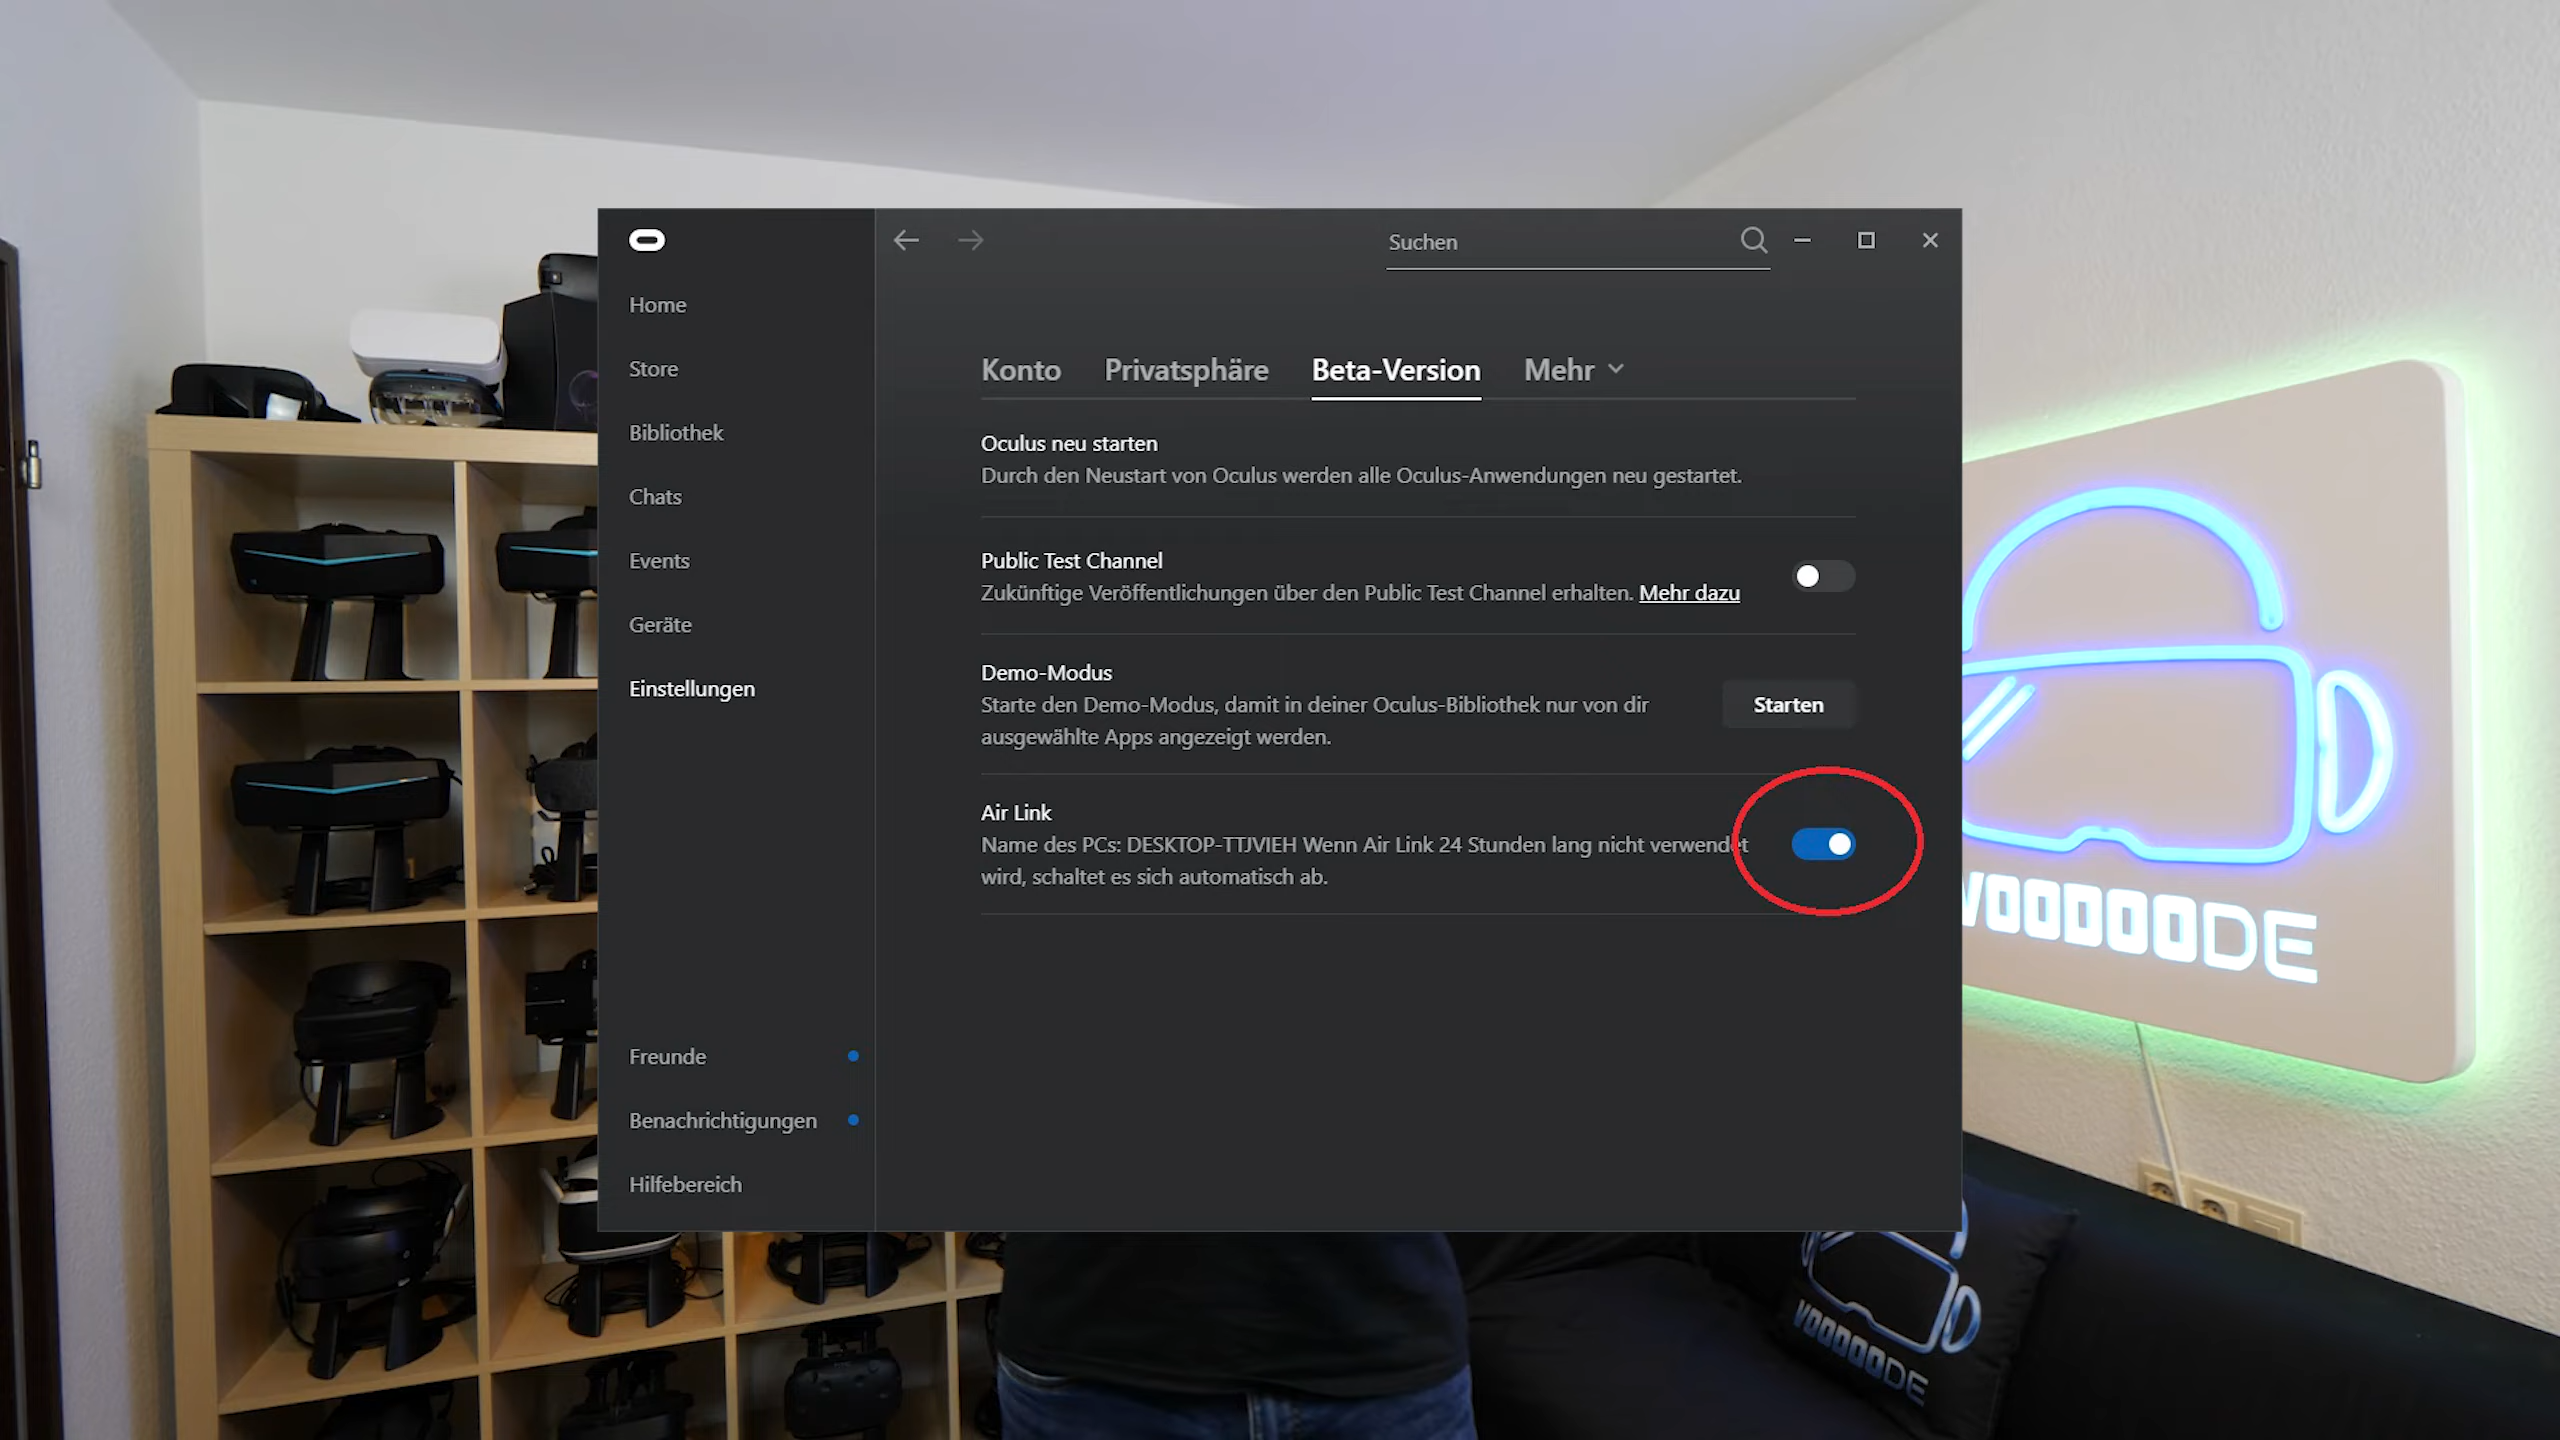 Suchen
Home
Store
Bibliothek
Chats
Events
Geräte
Einstellungen
Freunde
Benachrichtigungen
Hilfebereich
Konto Privatsphäre Beta-Version Mehr
Oculus neu starten
Durch den Neustart von Oculus werden alle Oculus-Anwendungen neu gestartet.
Public Test Channel
Zukünftige Veröffentlichungen über den Public Test Channel erhalten. Mehr dazu
Demo-Modus
Starte den Demo-Modus, damit in deiner Oculus-Bibliothek nur von dir
ausgewählte Apps angezeigt werden.
Starten
Air Link
Name des PCs: DESKTOP-TTJVIEH Wenn Air Link 24 Stunden lang nicht verwendet
wird, schaltet es sich automatisch ab.
VOODOODE
VOODOODE